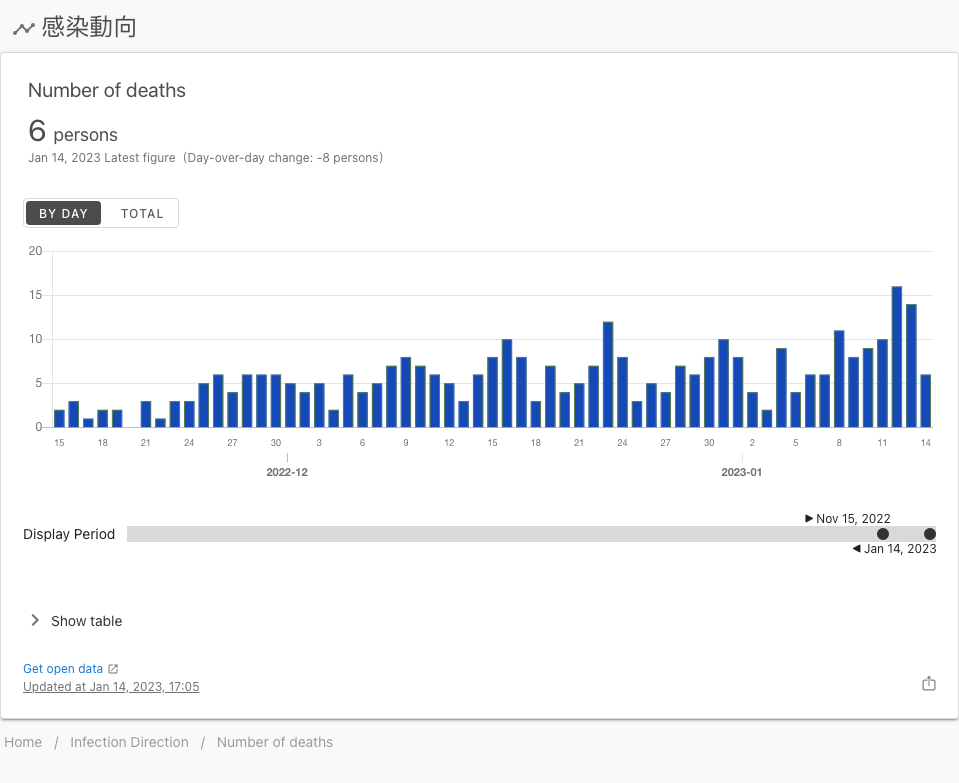 感染動向
Number of deaths
6 persons
Jan 14, 2023 Latest figure (Day-over-day change: -8 persons)
BY DAY TOTAL
20
15
10
5
0
15 18 21 24 27 30 3 6 9 12 15 18 21 24 27 30 2 5 8 11 14
2022-12 2023-01
Nov 15, 2022
Display Period
Jan 14, 2023
Show table
Get open data
Updated at Jan 14, 2023, 17:05
Home / Infection Direction / Number of deaths